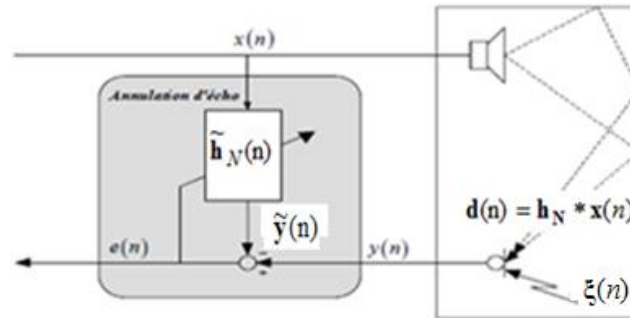 x(n)
Annulation d'écho
h̃_N(n)
d(n) = h_N * x(n)
ỹ(n)
e(n)
y(n)
ξ(n)